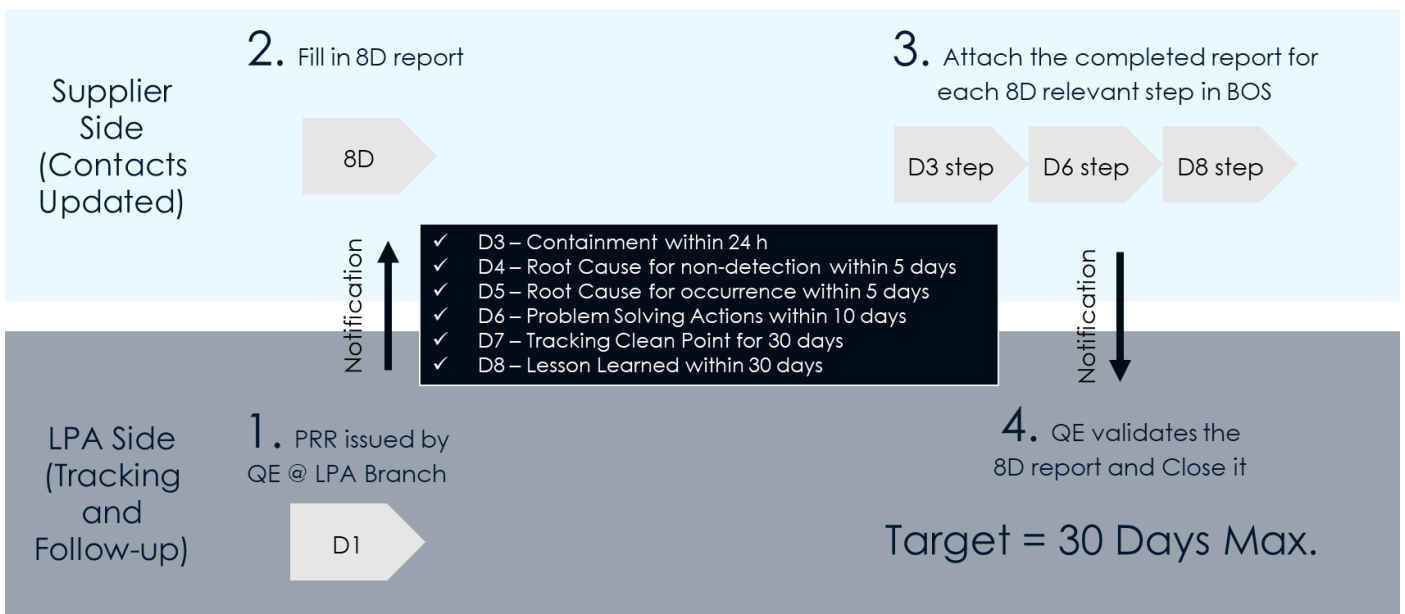 2. Fill in 8D report
3. Attach the completed report for
each 8D relevant step in BOS
Supplier
Side
(Contacts
Updated)
8D
D3 step
D6 step
D8 step
Notification
✓ D3 – Containment within 24 h
✓ D4 – Root Cause for non-detection within 5 days
✓ D5 – Root Cause for occurrence within 5 days
✓ D6 – Problem Solving Actions within 10 days
✓ D7 – Tracking Clean Point for 30 days
✓ D8 – Lesson Learned within 30 days
Notification
LPA Side
(Tracking
and
Follow-up)
1. PRR issued by
QE @ LPA Branch
D1
4. QE validates the
8D report and Close it
Target = 30 Days Max.